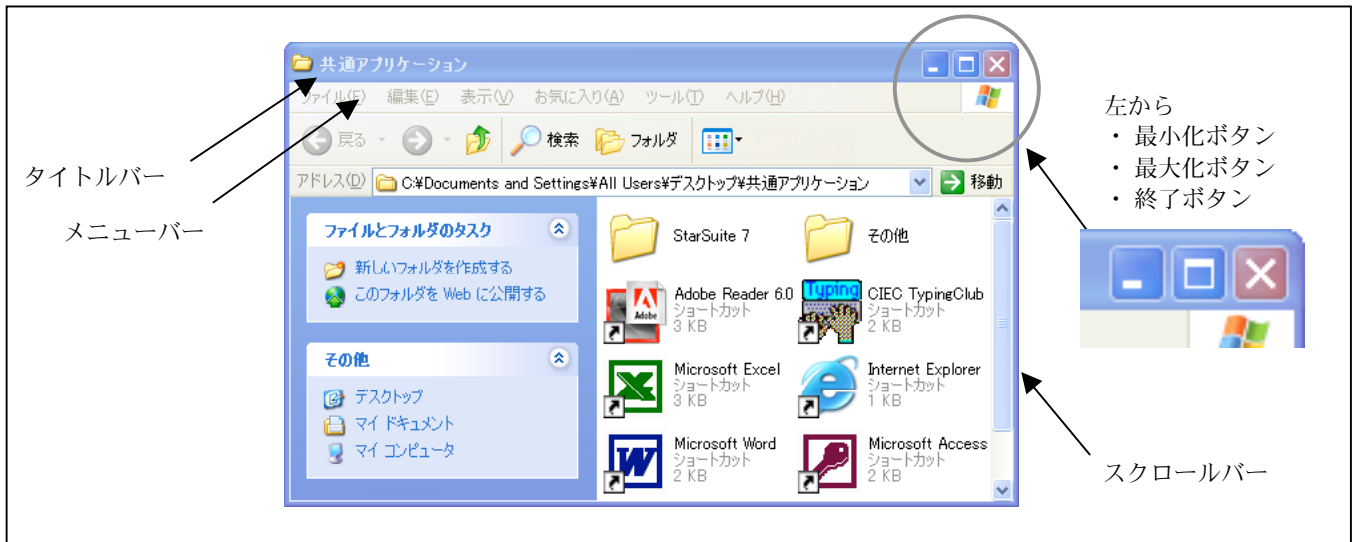 共通アプリケーション
ファイル(F) 編集(E) 表示(V) お気に入り(A) ツール(T) ヘルプ(H)
戻る 検索 フォルダ
アドレス(D) C:¥Documents and Settings¥All Users¥デスクトップ¥共通アプリケーション 移動
タイトルバー
メニューバー
左から
・ 最小化ボタン
・ 最大化ボタン
・ 終了ボタン
ファイルとフォルダのタスク
新しいフォルダを作成する
このフォルダを Web に公開する
その他
デスクトップ
マイ ドキュメント
マイ コンピュータ
StarSuite 7
その他
Adobe Reader 6.0
ショートカット
3 KB
Adobe
Typing
CIEC TypingClub
ショートカット
2 KB
Microsoft Excel
ショートカット
3 KB
Internet Explorer
ショートカット
1 KB
Microsoft Word
ショートカット
2 KB
Microsoft Access
ショートカット
2 KB
スクロールバー